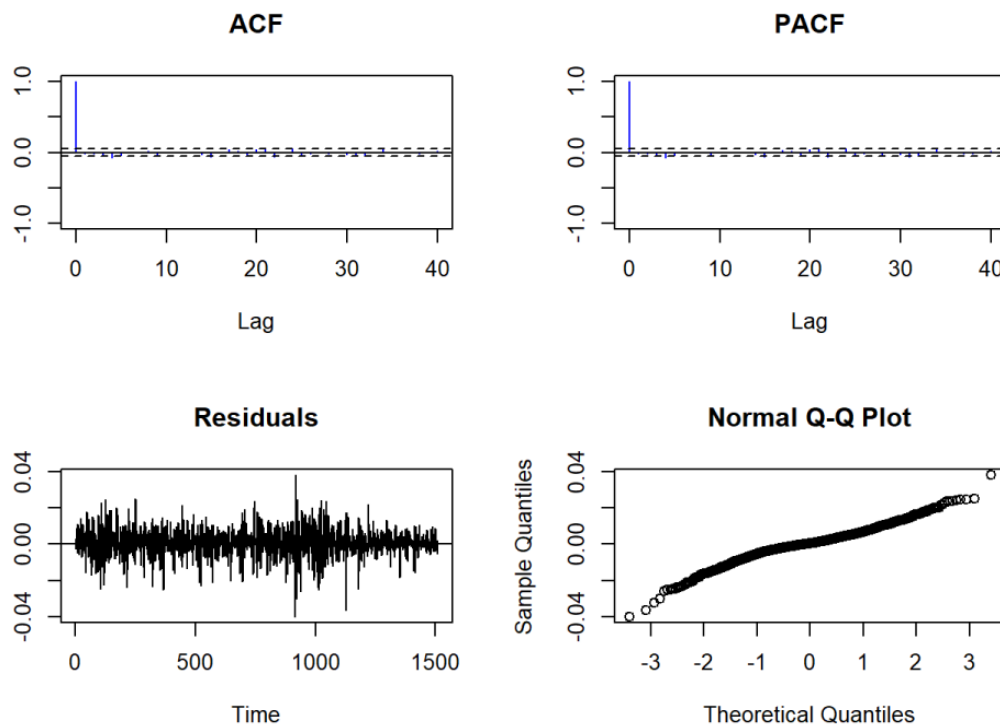 ACF
1.0
0.0
-1.0
0 10 20 30 40
Lag
PACF
1.0
0.0
-1.0
0 10 20 30 40
Lag
Residuals
0.04
0.00
-0.04
0 500 1000 1500
Time
Normal Q-Q Plot
Sample Quantiles
0.04
0.00
-0.04
-3 -2 -1 0 1 2 3
Theoretical Quantiles